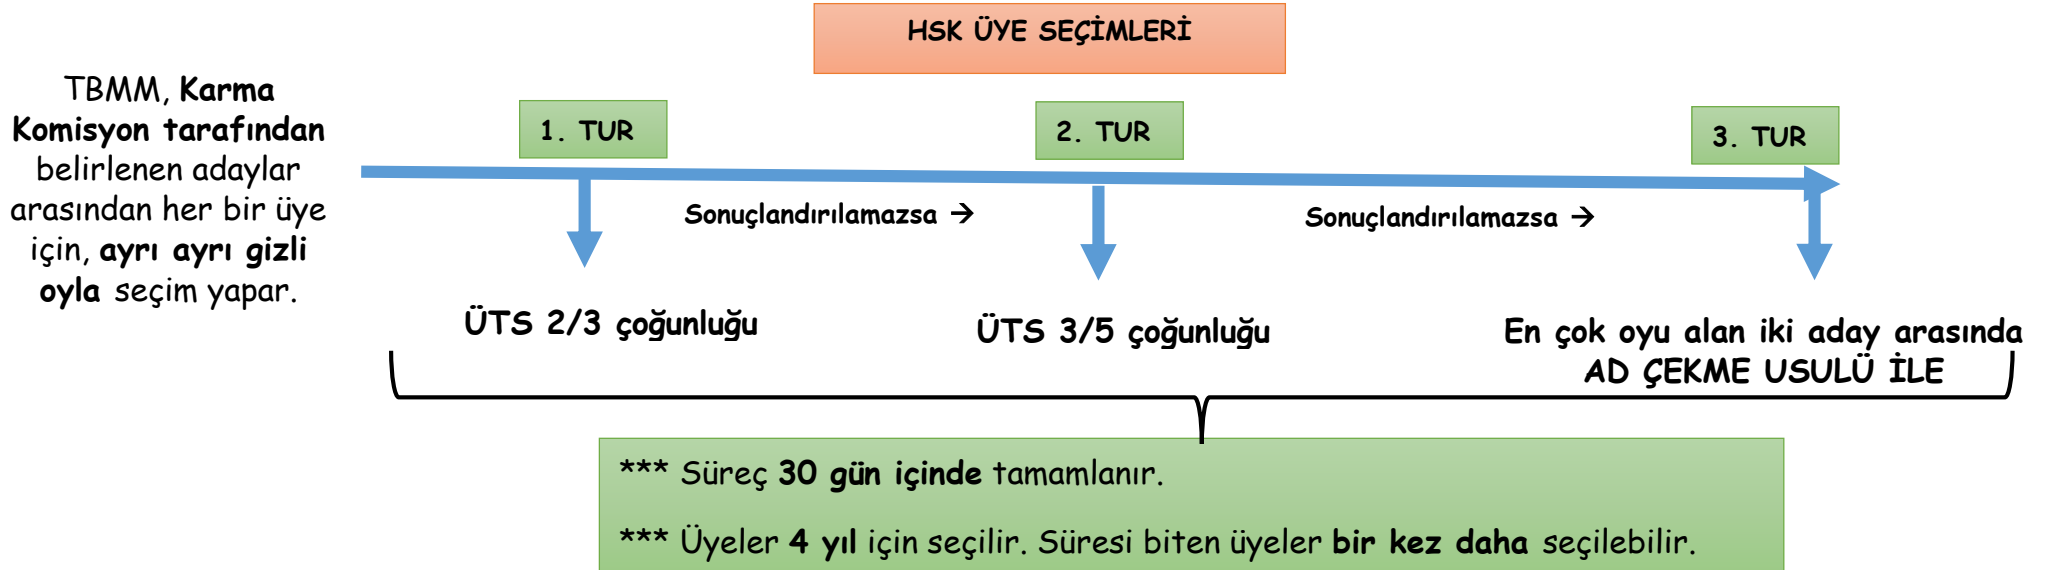 HSK ÜYE SEÇİMLERİ
TBMM, Karma
Komisyon tarafından
belirlenen adaylar
arasından her bir üye
için, ayrı ayrı gizli
oyla seçim yapar.
1. TUR
2. TUR
3. TUR
Sonuçlandırılamazsa →
Sonuçlandırılamazsa →
ÜTS 2/3 çoğunluğu
ÜTS 3/5 çoğunluğu
En çok oyu alan iki aday arasında
AD ÇEKME USULÜ İLE
*** Süreç 30 gün içinde tamamlanır.
*** Üyeler 4 yıl için seçilir. Süresi biten üyeler bir kez daha seçilebilir.